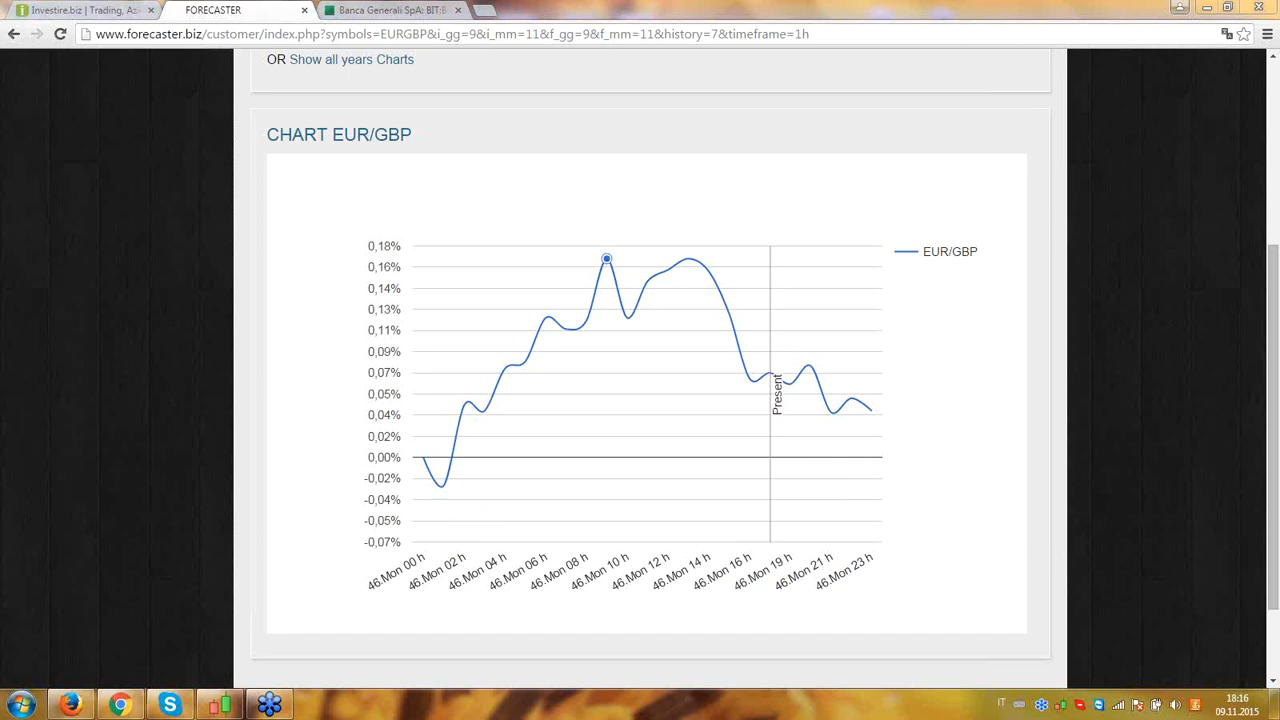 Investire.biz | Trading, Az
FORECASTER
Banca Generali SpA: BIT:B
www.forecaster.biz/customer/index.php?symbols=EURGBP&i_gg=9&i_mm=11&f_gg=9&f_mm=11&history=7&timeframe=1h
OR Show all years Charts
CHART EUR/GBP
0,18%
EUR/GBP
0,16%
0,14%
0,13%
0,11%
0,09%
0,07%
0,05%
0,04%
0,02%
0,00%
-0,02%
-0,04%
-0,05%
-0,07%
Present
46.Mon 00 h
46.Mon 02 h
46.Mon 04 h
46.Mon 06 h
46.Mon 08 h
46.Mon 10 h
46.Mon 12 h
46.Mon 14 h
46.Mon 16 h
46.Mon 19 h
46.Mon 21 h
46.Mon 23 h
IT
18:16
09.11.2015